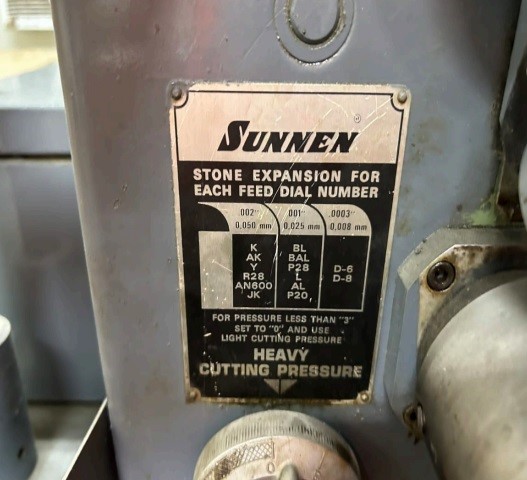 SUNNEN
®
STONE EXPANSION FOR
EACH FEED DIAL NUMBER
.002" .001" .0003"
0,050 mm 0,025 mm 0,008 mm
K BL
AK BAL
Y P28 D-6
R28 L D-8
AN600 AL
JK P20
FOR PRESSURE LESS THAN "3"
SET TO "0" AND USE
LIGHT CUTTING PRESSURE
HEAVY
CUTTING PRESSURE
0